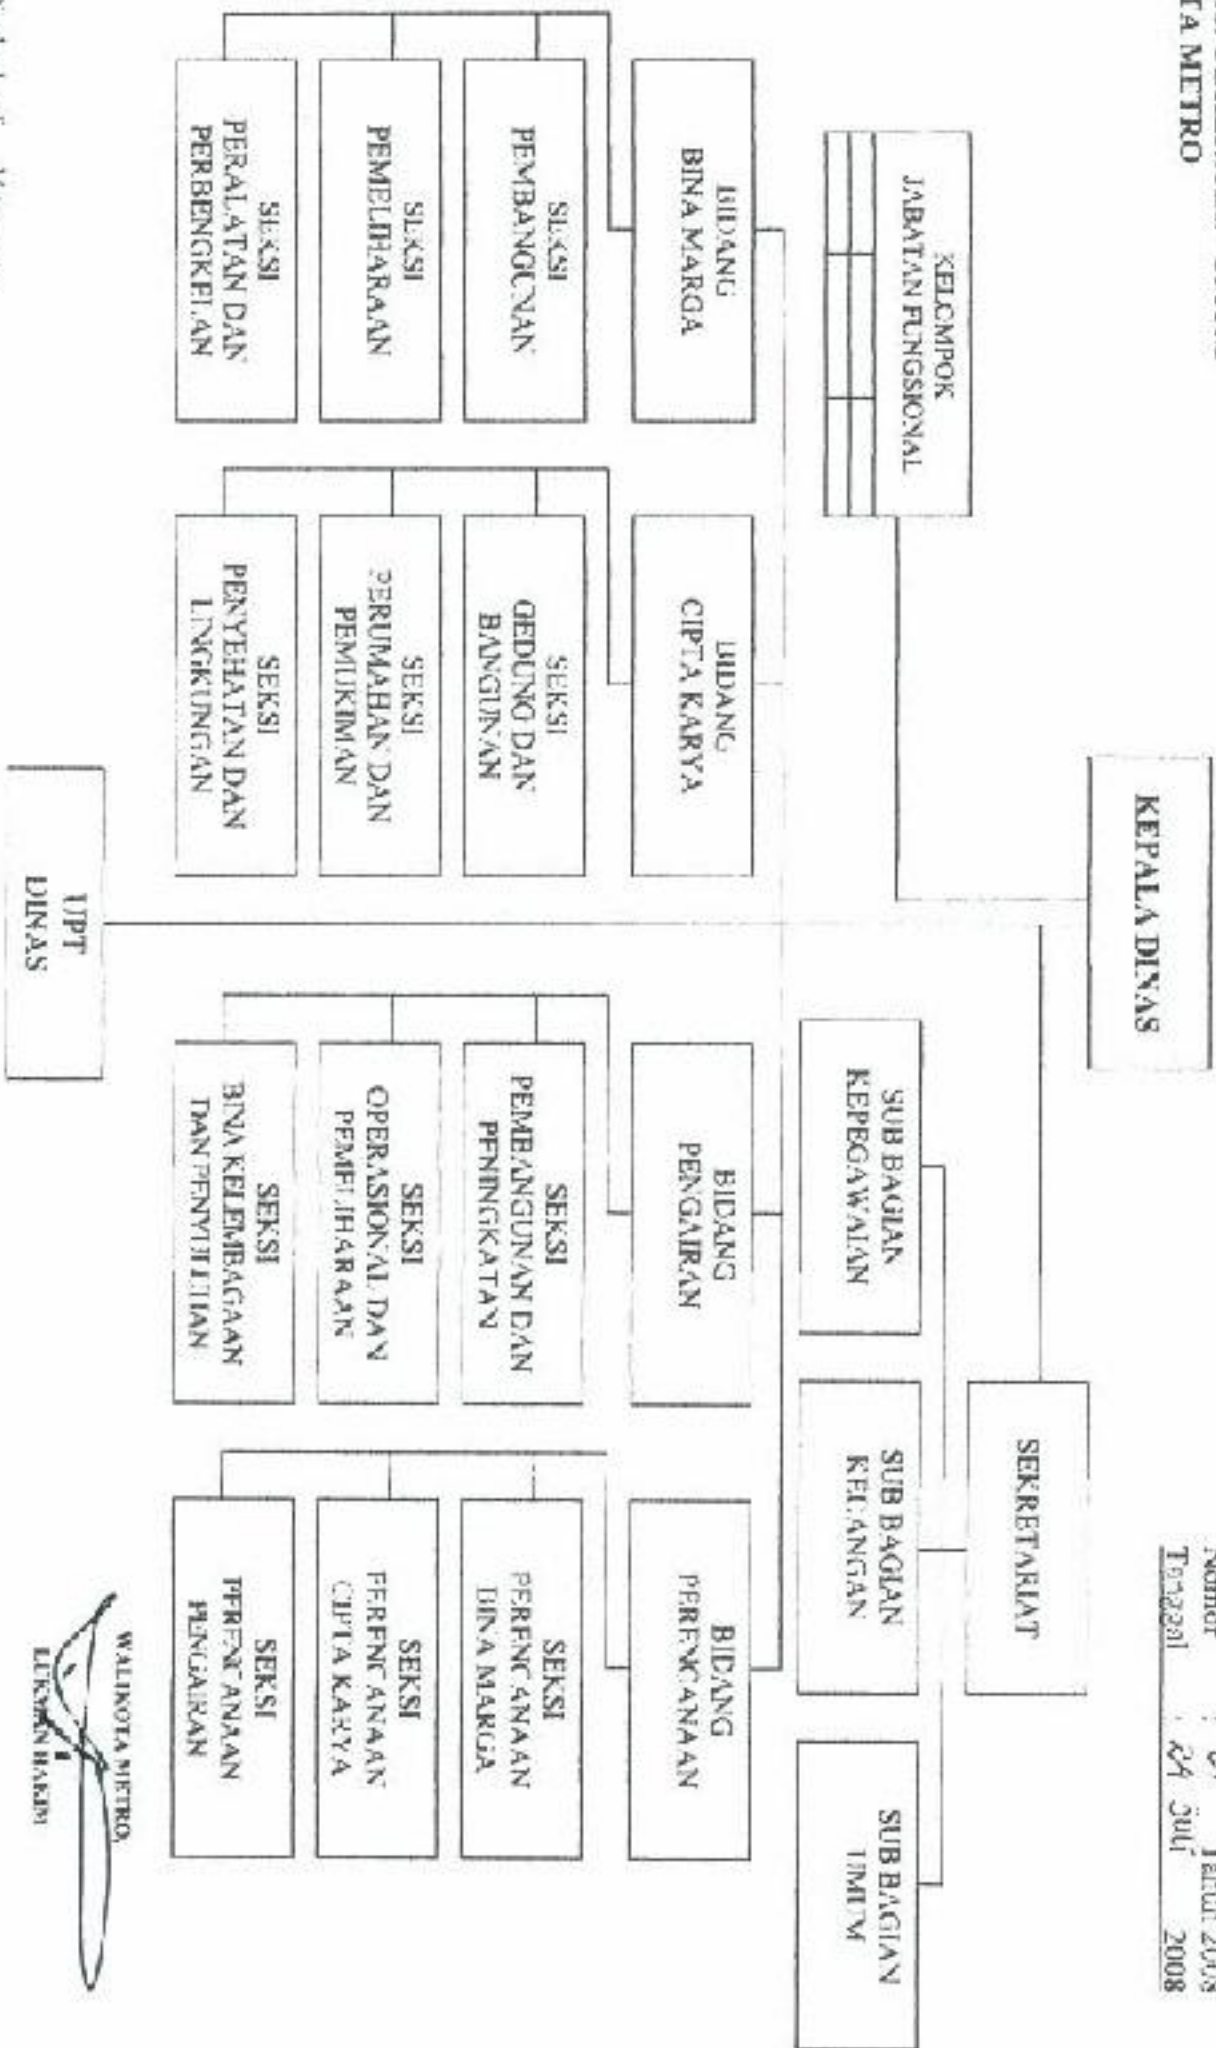 TA METRO
Tahun 2008
Tanggal : 24 Juli 2008
KEPALA DINAS
KELOMPOK
JABATAN FUNGSIONAL
SEKRETARIAT
SUB BAGIAN
KEPEGAWAIAN
SUB BAGIAN
KEUANGAN
SUB BAGIAN
UMUM
BIDANG
BINA MARGA
BIDANG
CIPTA KARYA
BIDANG
PENGAIRAN
BIDANG
PERENCANAAN
SEKSI
PEMBANGUNAN
SEKSI
GEDUNG DAN
BANGUNAN
SEKSI
PEMBANGUNAN DAN
PENINGKATAN
SEKSI
PERENCANAAN
BINA MARGA
SEKSI
PEMELIHARAAN
SEKSI
PERUMAHAN DAN
PEMUKIMAN
SEKSI
OPERASIONAL DAN
PEMELIHARAAN
SEKSI
PERENCANAAN
CIPTA KARYA
SEKSI
PERALATAN DAN
PERBENGKELAN
SEKSI
PENYEHATAN DAN
LINGKUNGAN
SEKSI
BINA KELEMBAGAAN
DAN PENYULUHAN
SEKSI
PERENCANAAN
PENGAIRAN
UPT
DINAS
WALIKOTA METRO,
LUKMAN HAKIM